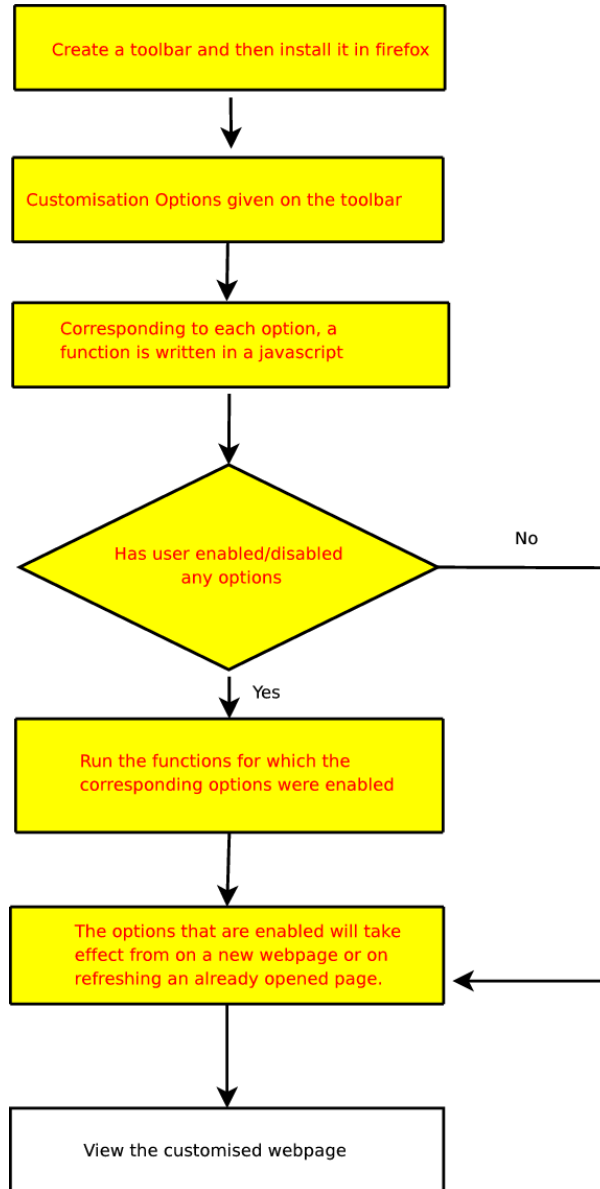 Create a toolbar and then install it in firefox
Customisation Options given on the toolbar
Corresponding to each option, a
function is written in a javascript
Has user enabled/disabled
any options
No
Yes
Run the functions for which the
corresponding options were enabled
The options that are enabled will take
effect from on a new webpage or on
refreshing an already opened page.
View the customised webpage